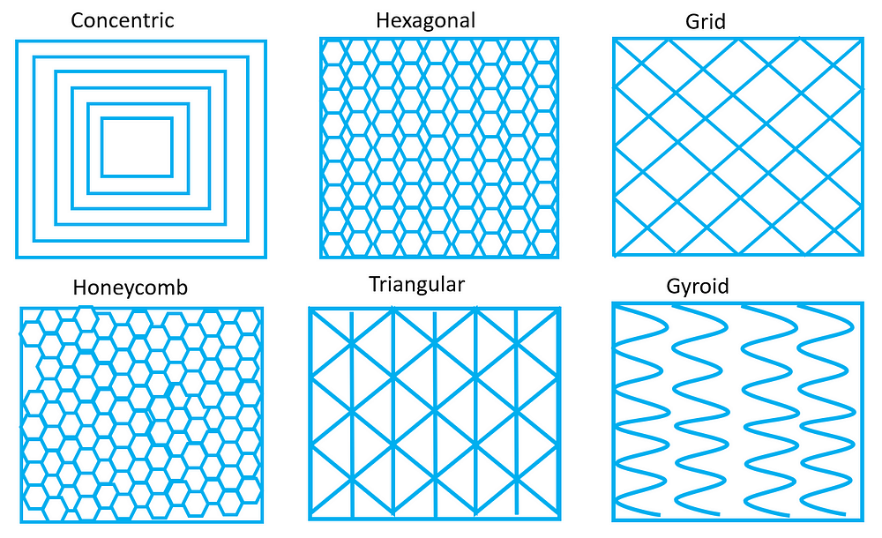 Concentric
Hexagonal
Grid
Honeycomb
Triangular
Gyroid